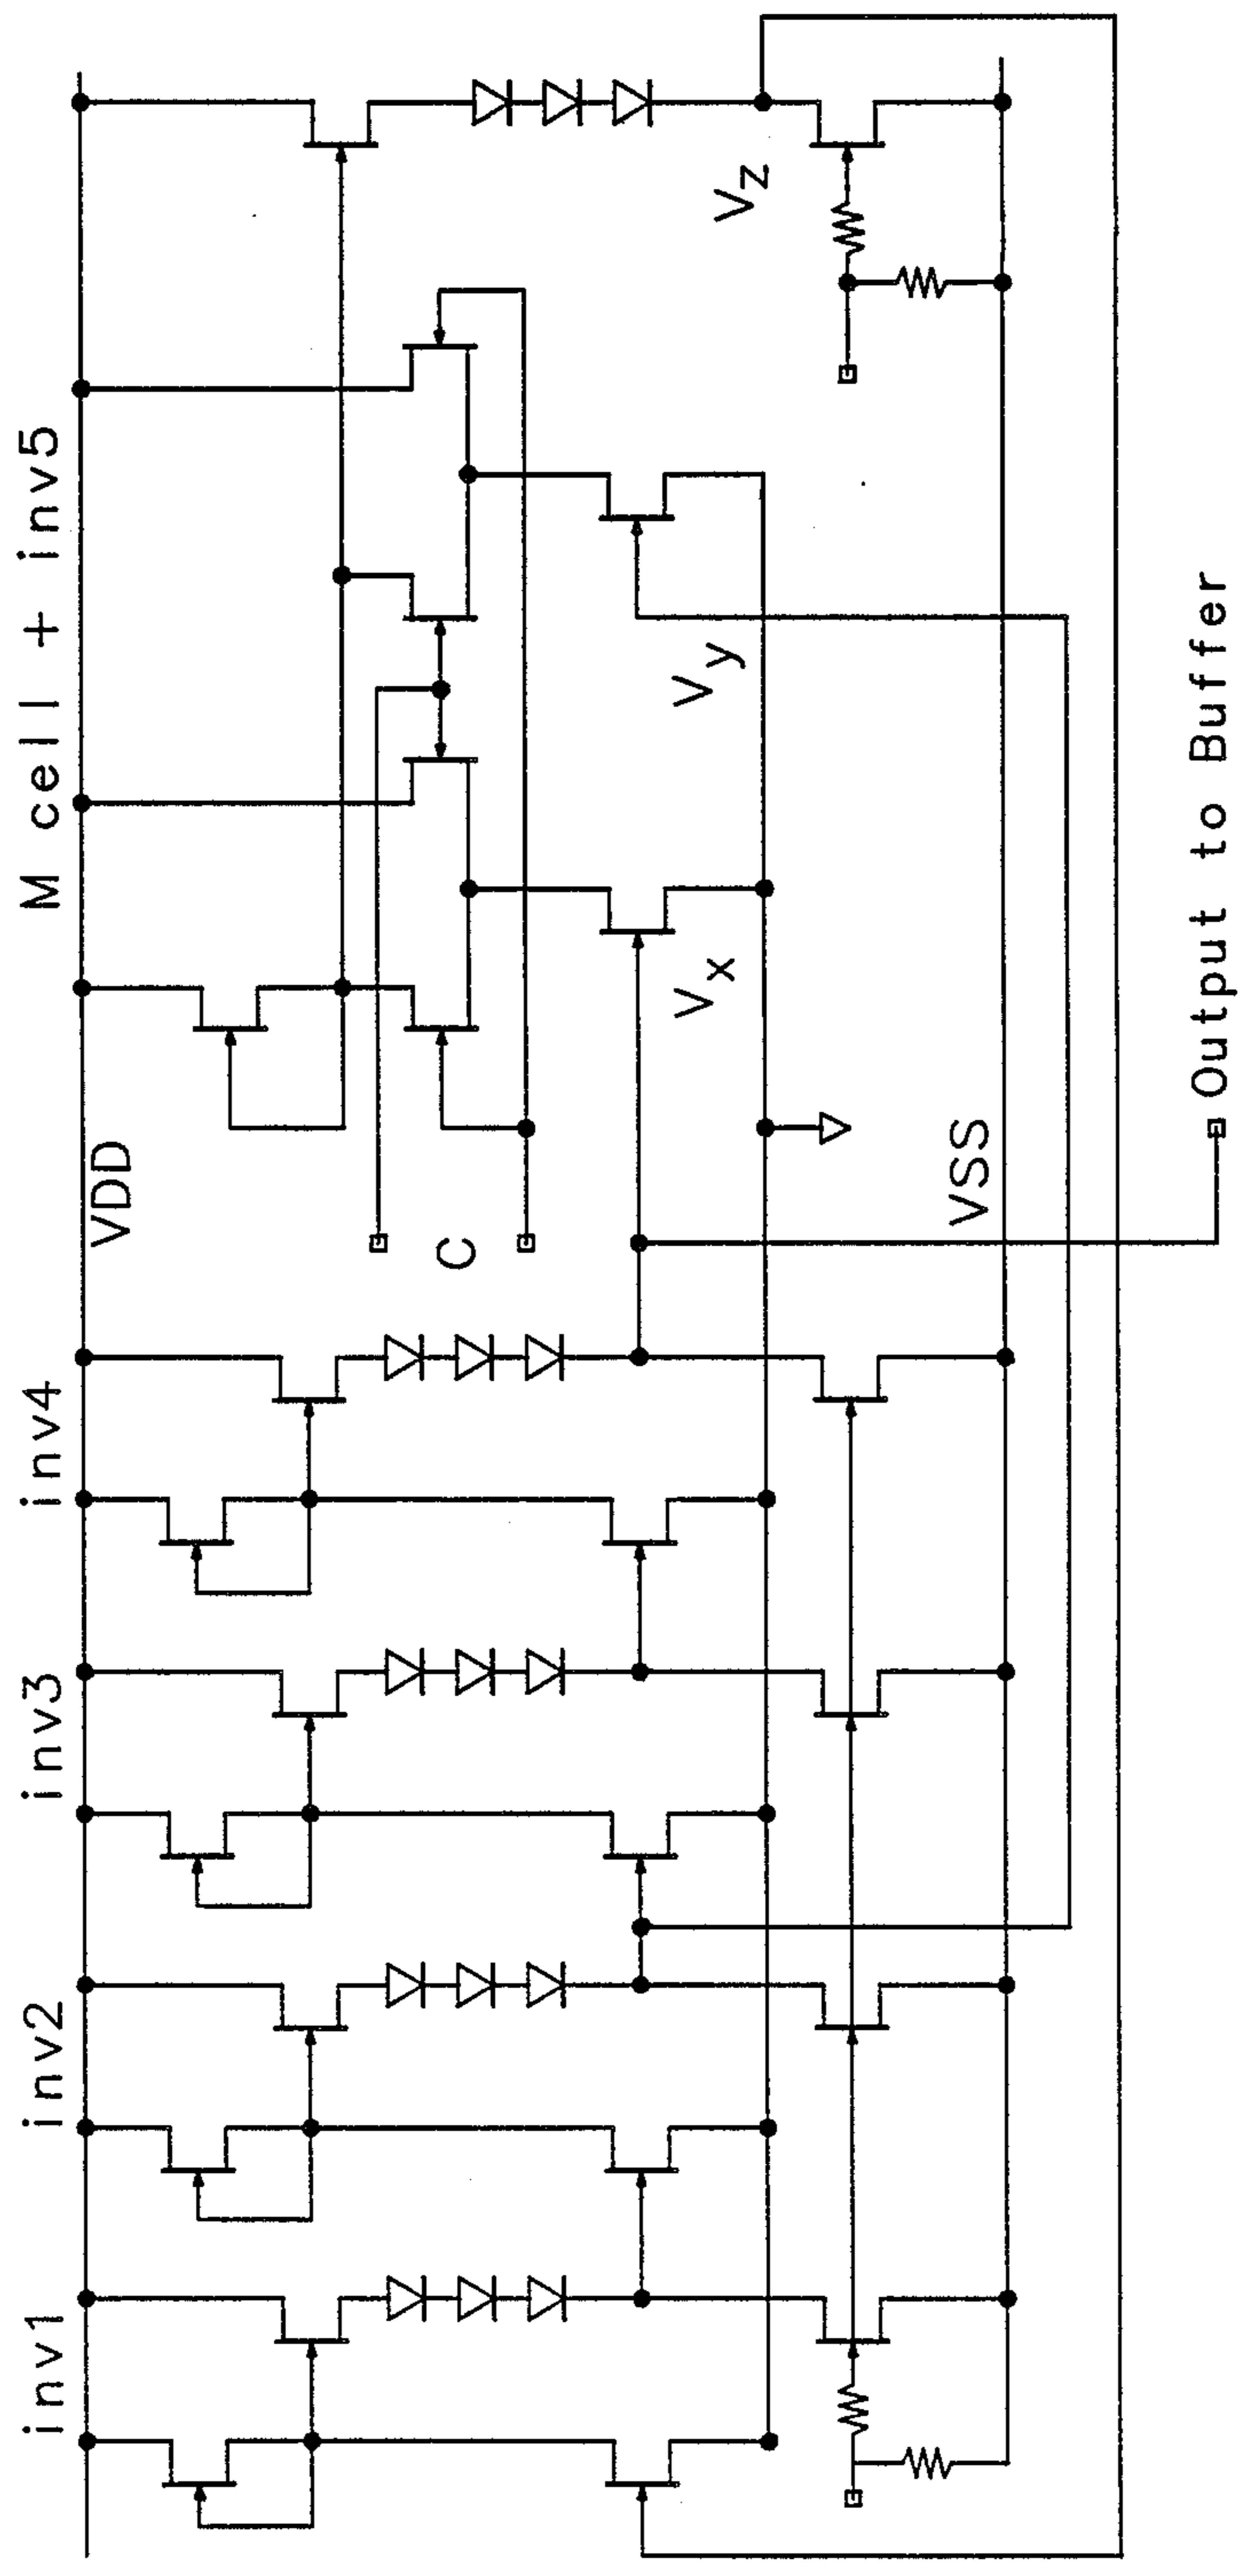 inv1
inv2
inv3
inv4
M cell + inv5
VDD
C
Vx
Vy
Vz
VSS
Output to Buffer